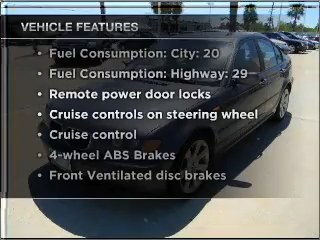 VEHICLE FEATURES
• Fuel Consumption: City: 20
• Fuel Consumption: Highway: 29
• Remote power door locks
• Cruise controls on steering wheel
• Cruise control
• 4-wheel ABS Brakes
• Front Ventilated disc brakes